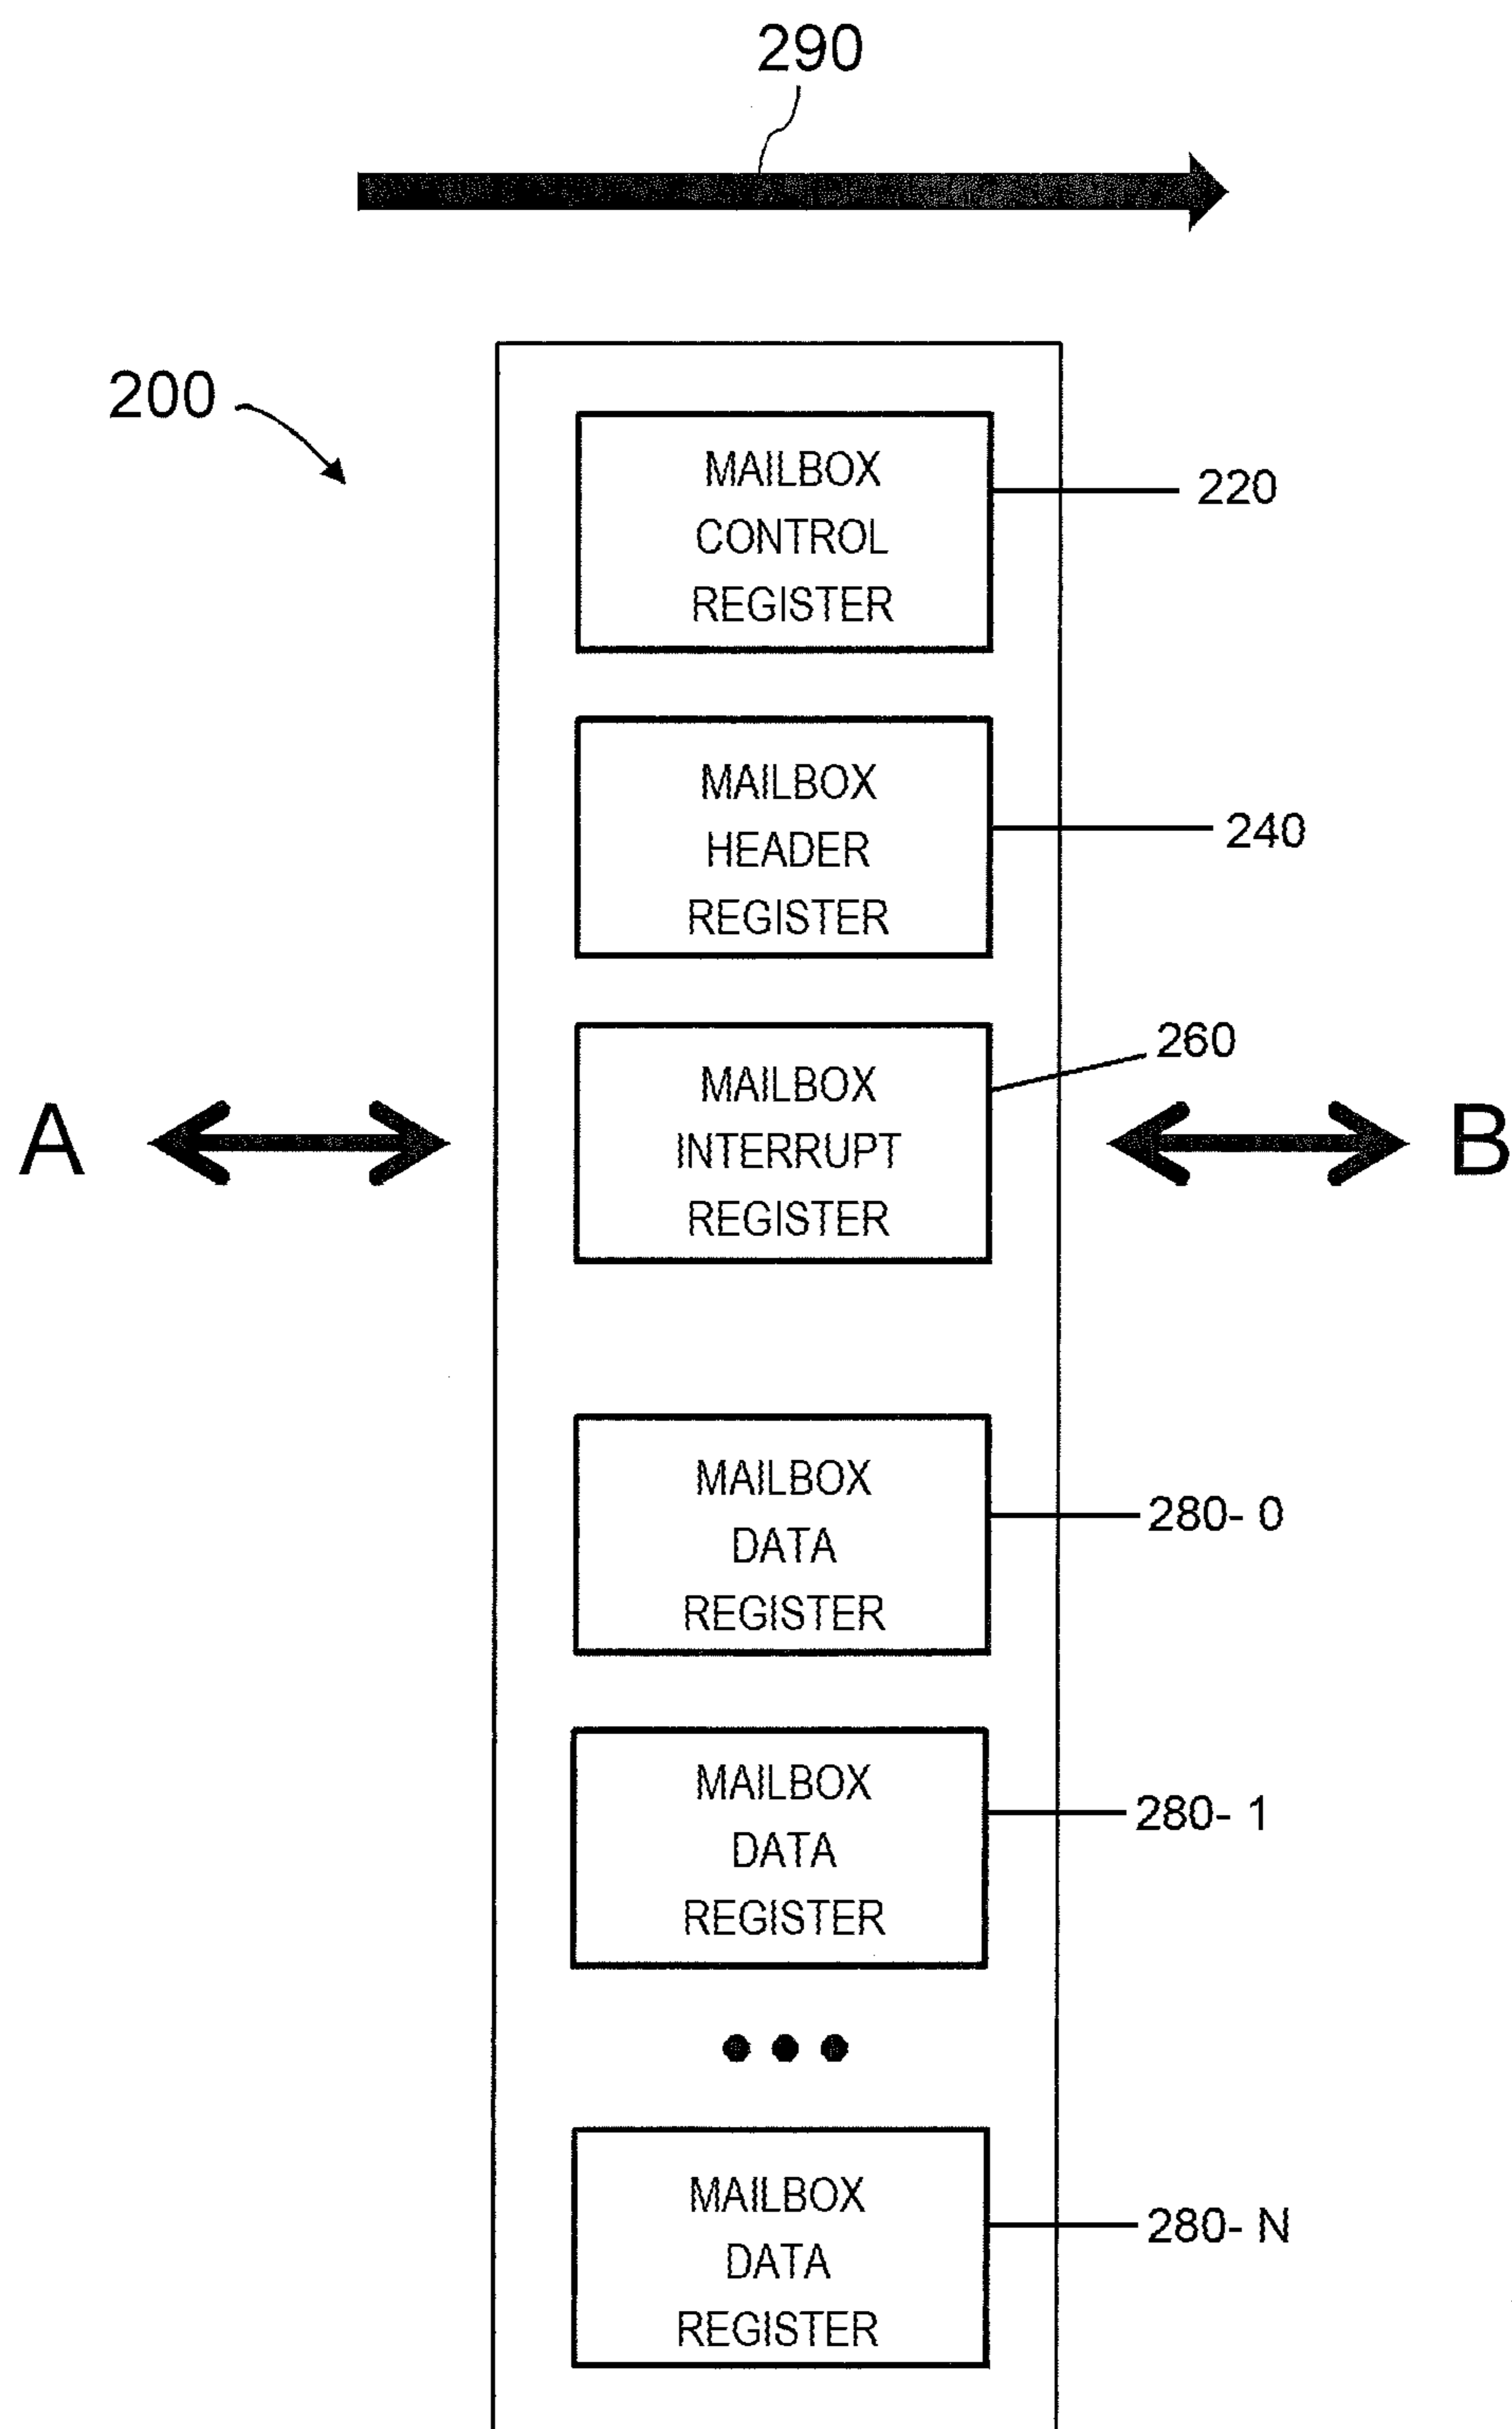 290
200
MAILBOX
CONTROL
REGISTER
220
MAILBOX
HEADER
REGISTER
240
MAILBOX
INTERRUPT
REGISTER
260
A
B
MAILBOX
DATA
REGISTER
280- 0
MAILBOX
DATA
REGISTER
280- 1
MAILBOX
DATA
REGISTER
280- N